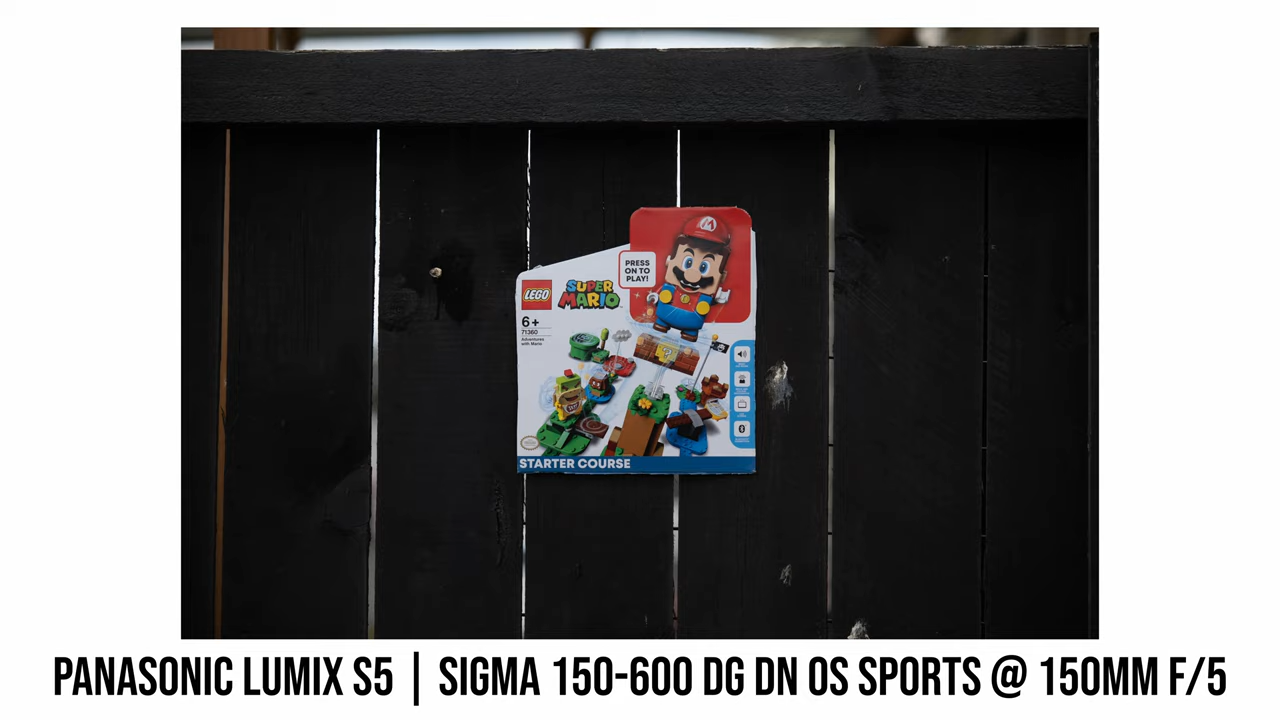 PRESS
ON TO
PLAY!
LEGO
SUPER
MARIO
6+
71360
Adventures
with Mario
STARTER COURSE
PANASONIC LUMIX S5 | SIGMA 150-600 DG DN OS SPORTS @ 150MM F/5